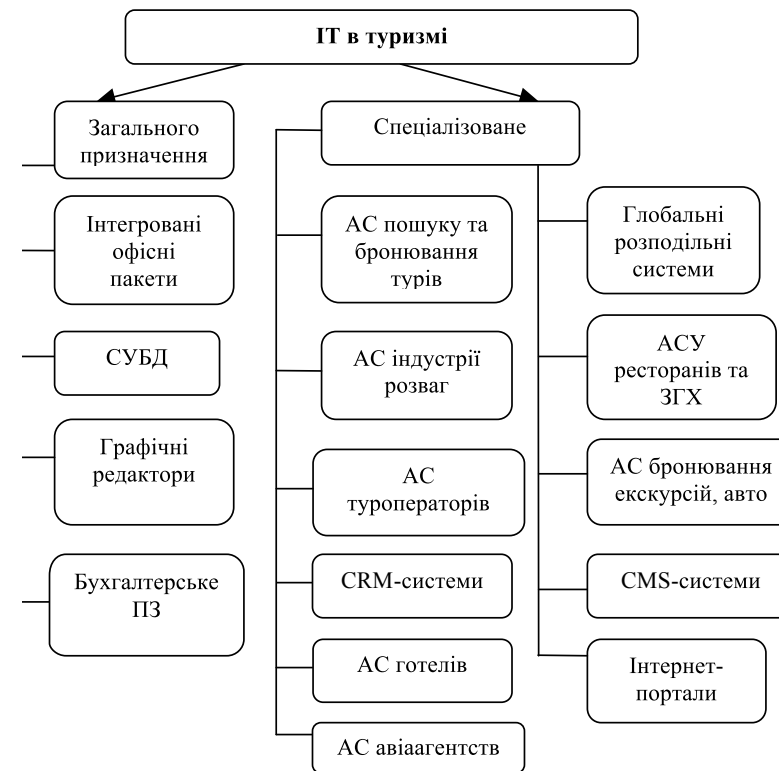 ІТ в туризмі
Загального
призначення
Інтегровані
офісні
пакети
СУБД
Графічні
редактори
Бухгалтерське
ПЗ
Спеціалізоване
АС пошуку та
бронювання
турів
АС індустрії
розваг
АС
туроператорів
CRM-системи
АС готелів
АС авіаагентств
Глобальні
розподільні
системи
АСУ
ресторанів та
ЗГХ
АС бронювання
екскурсій, авто
CMS-системи
Інтернет-
портали